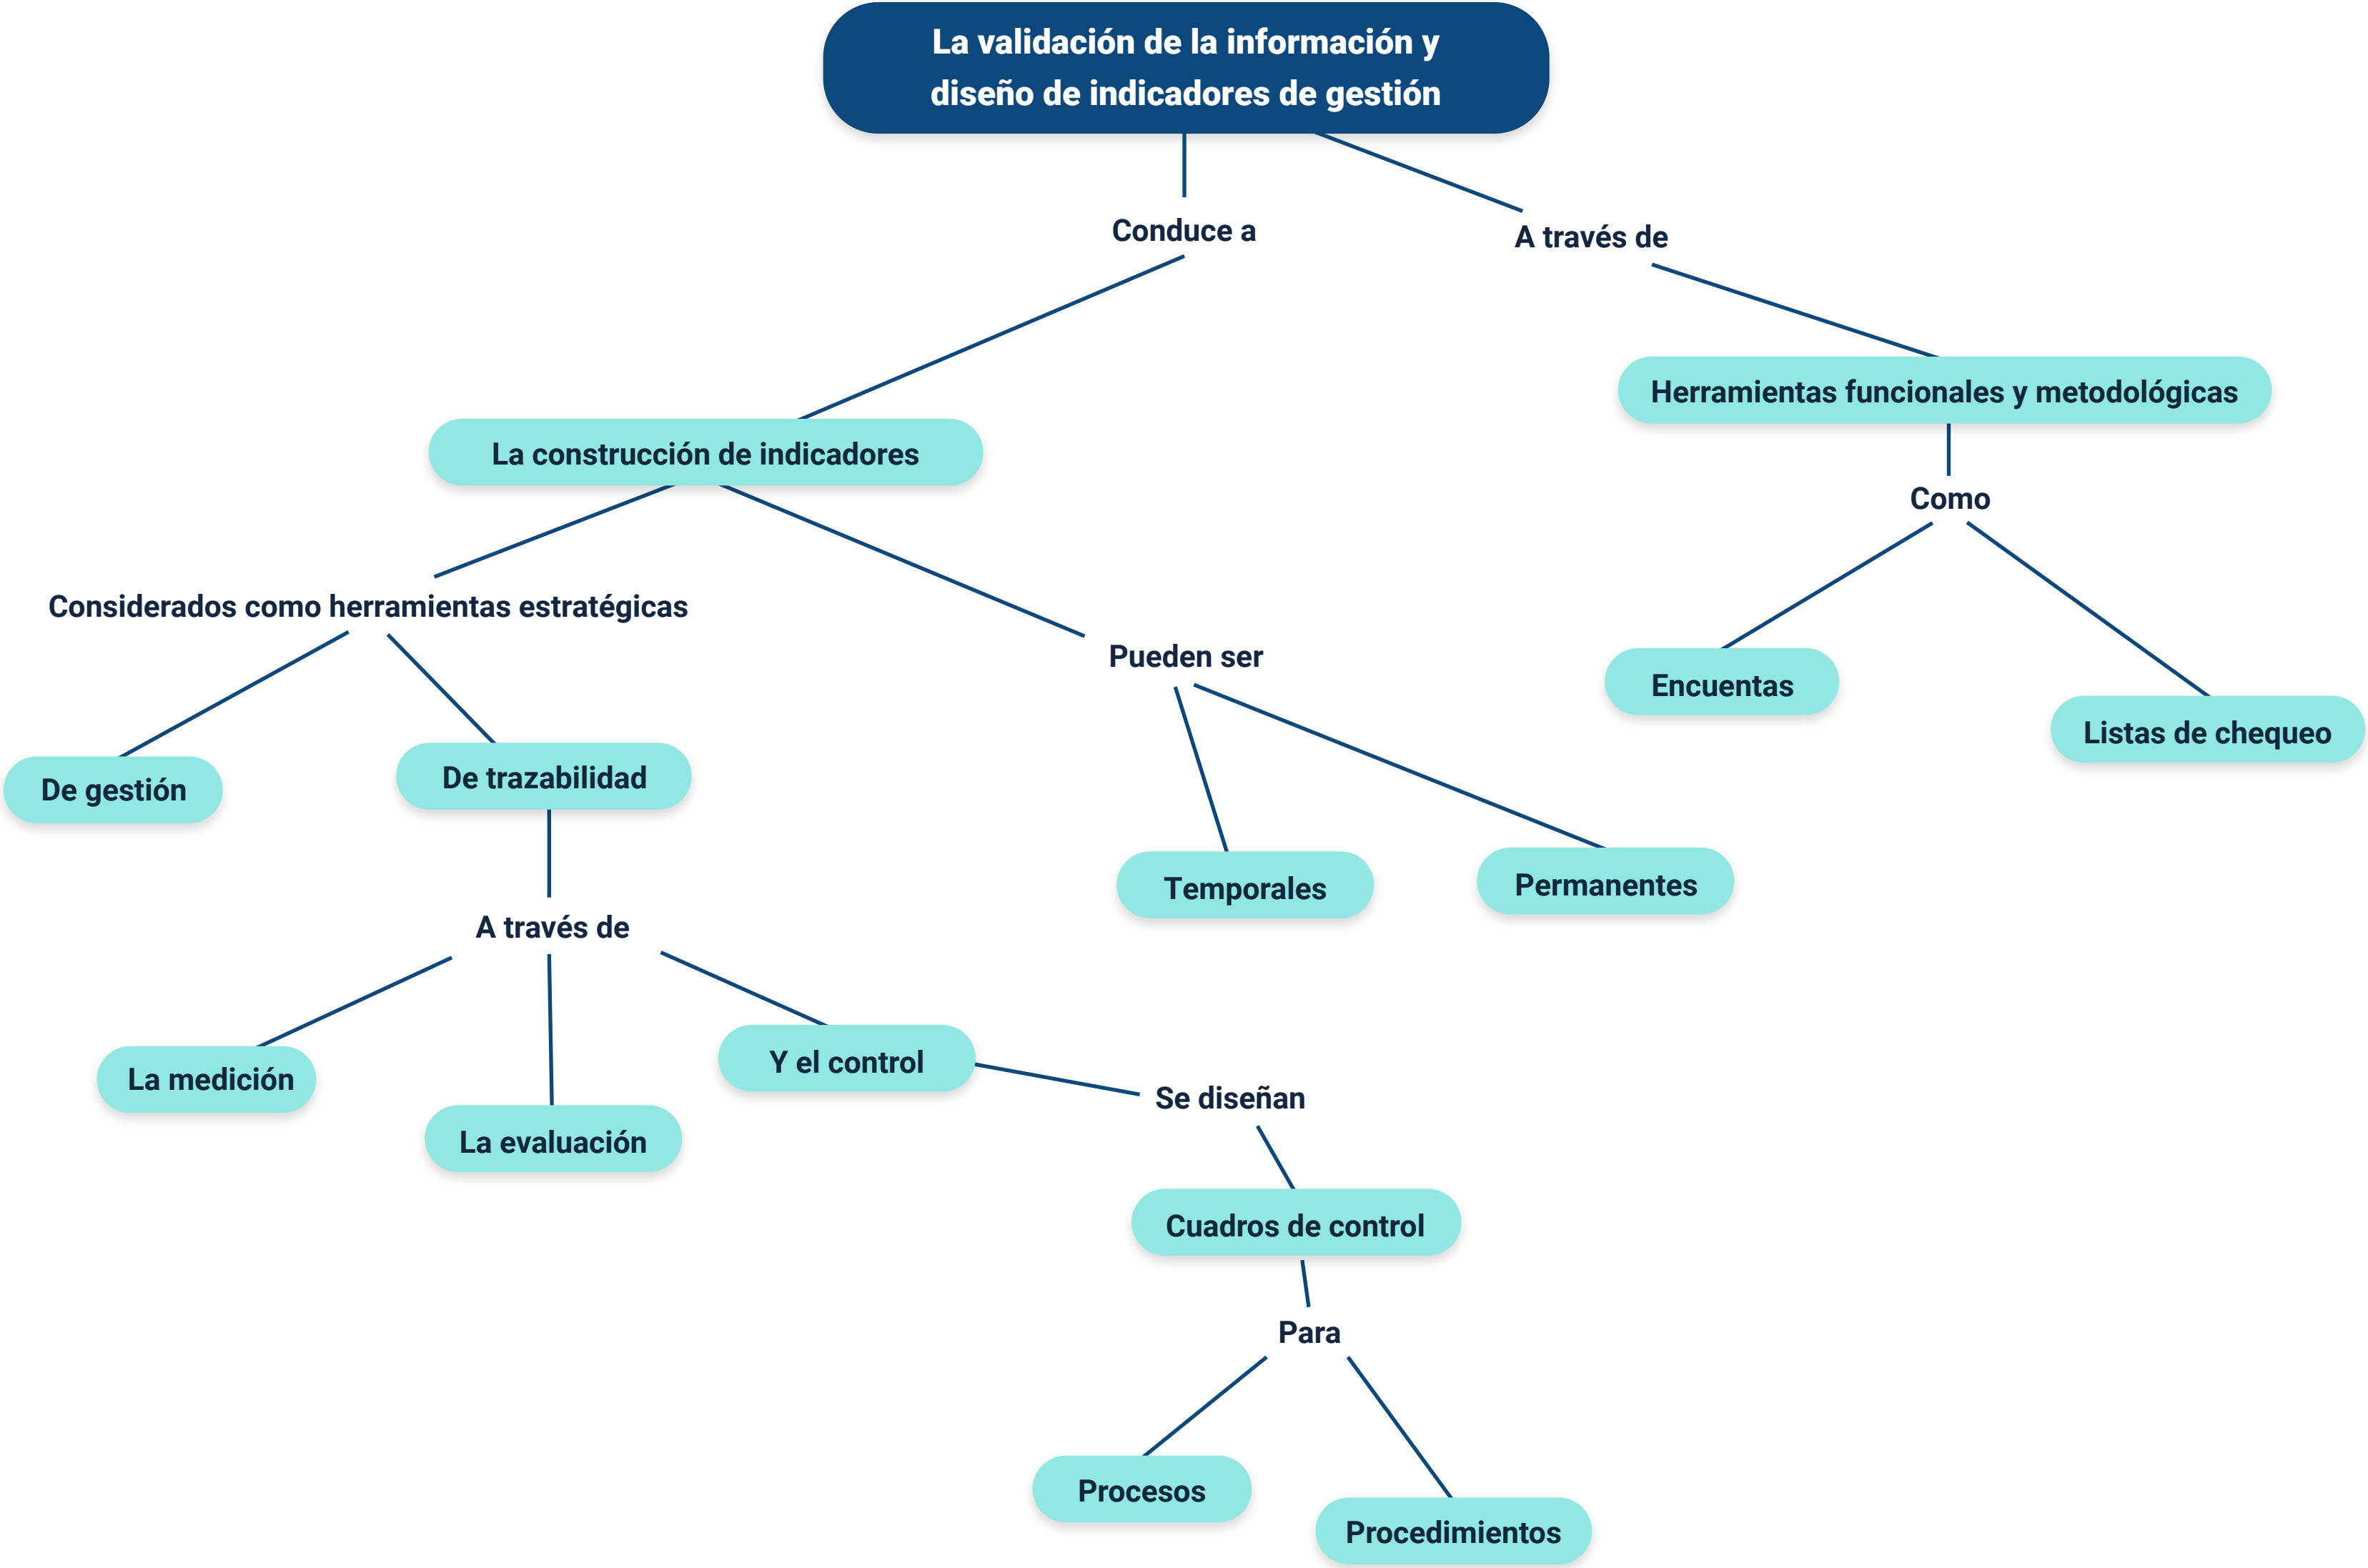 La validación de la información y
diseño de indicadores de gestión
Conduce a
A través de
Herramientas funcionales y metodológicas
La construcción de indicadores
Como
Considerados como herramientas estratégicas
Pueden ser
Encuentas
Listas de chequeo
De gestión
De trazabilidad
Temporales
Permanentes
A través de
La medición
La evaluación
Y el control
Se diseñan
Cuadros de control
Para
Procesos
Procedimientos